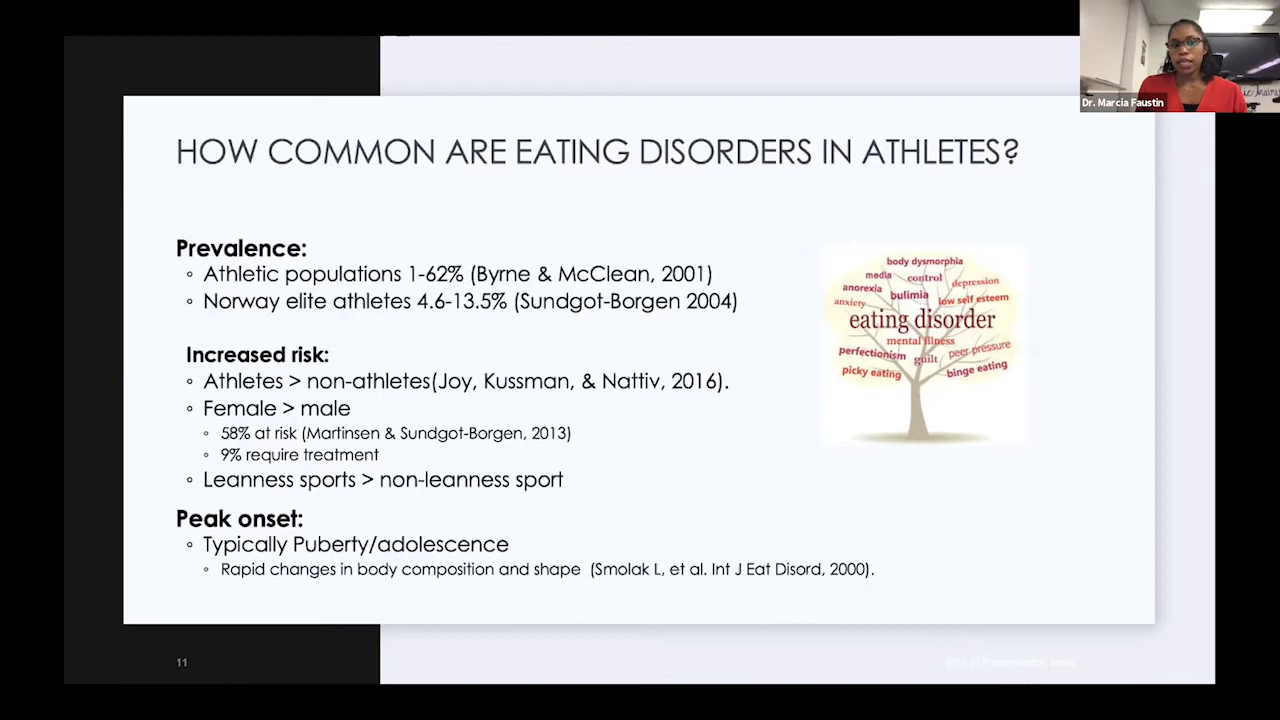 Dr. Marcia Faustin
HOW COMMON ARE EATING DISORDERS IN ATHLETES?
Prevalence:
◦ Athletic populations 1-62% (Byrne & McClean, 2001)
◦ Norway elite athletes 4.6-13.5% (Sundgot-Borgen 2004)
Increased risk:
◦ Athletes > non-athletes(Joy, Kussman, & Nattiv, 2016).
◦ Female > male
◦ 58% at risk (Martinsen & Sundgot-Borgen, 2013)
◦ 9% require treatment
◦ Leanness sports > non-leanness sport
Peak onset:
◦ Typically Puberty/adolescence
◦ Rapid changes in body composition and shape (Smolak L, et al. Int J Eat Disord, 2000).
body dysmorphia
media control depression
anorexia bulimia
anxiety low self esteem
eating disorder
mental illness
perfectionism guilt peer pressure
picky eating binge eating
11